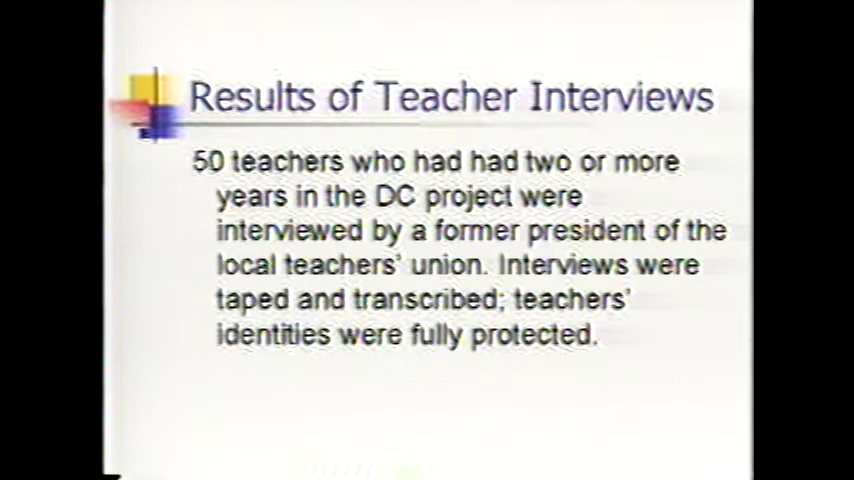 Results of Teacher Interviews
50 teachers who had had two or more
years in the DC project were
interviewed by a former president of the
local teachers' union. Interviews were
taped and transcribed; teachers'
identities were fully protected.